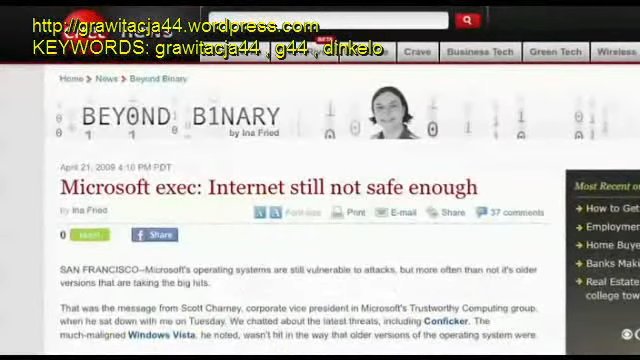 http://grawitacja44.wordpress.com
KEYWORDS: grawitacja44 , g44 , dinkelo
BETA
Crave
Business Tech
Green Tech
Wireless
Home > News > Beyond Binary
BEYOND BINARY
by Ina Fried
April 21, 2009 4:10 PM PDT
Microsoft exec: Internet still not safe enough
by Ina Fried
A A Font size
Print
E-mail
Share
37 comments
0
Share
SAN FRANCISCO--Microsoft's operating systems are still vulnerable to attacks, but more often than not it's older
versions that are taking the big hits.
That was the message from Scott Charney, corporate vice president in Microsoft's Trustworthy Computing group,
when he sat down with me on Tuesday. We chatted about the latest threats, including Conficker. The
much-maligned Windows Vista, he noted, wasn't hit in the way that older versions of the operating system were.
Most Recent
How to Get
Employmen
Home Buye
Banks Maki
Real Estate
college tow